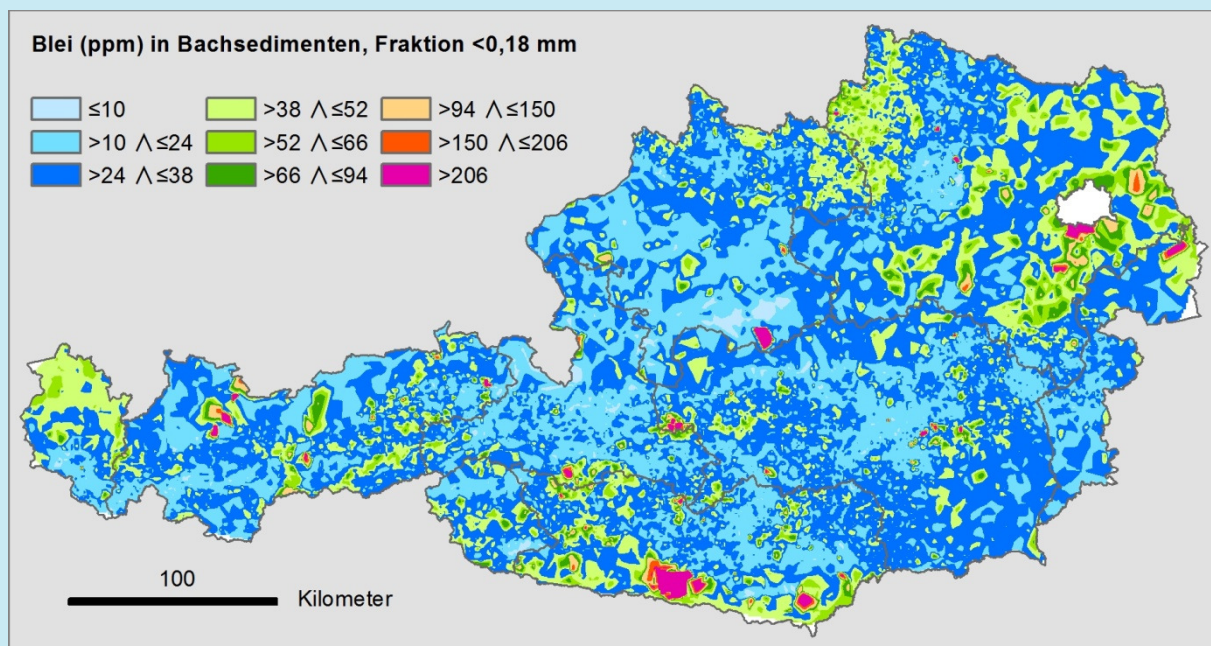 Blei (ppm) in Bachsedimenten, Fraktion <0,18 mm
≤10
>38 Λ ≤52
>94 Λ ≤150
>10 Λ ≤24
>52 Λ ≤66
>150 Λ ≤206
>24 Λ ≤38
>66 Λ ≤94
>206
100
Kilometer